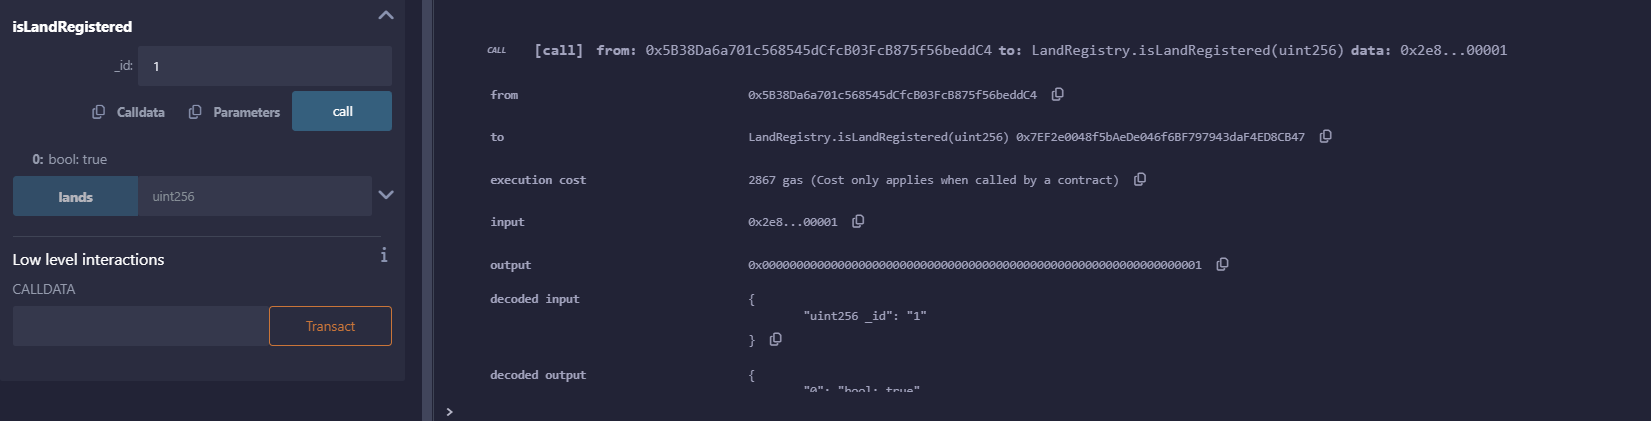 isLandRegistered
_id: 1
Calldata Parameters call
0: bool: true
lands uint256
Low level interactions i
CALLDATA
Transact
CALL [call] from: 0x5B38Da6a701c568545dCfcB03FcB875f56beddC4 to: LandRegistry.isLandRegistered(uint256) data: 0x2e8...00001
from 0x5B38Da6a701c568545dCfcB03FcB875f56beddC4
to LandRegistry.isLandRegistered(uint256) 0x7EF2e0048f5bAeDe046f6BF797943daF4ED8CB47
execution cost 2867 gas (Cost only applies when called by a contract)
input 0x2e8...00001
output 0x0000000000000000000000000000000000000000000000000000000000000001
decoded input {
"uint256 _id": "1"
}
decoded output {
"0": "bool: true"
>